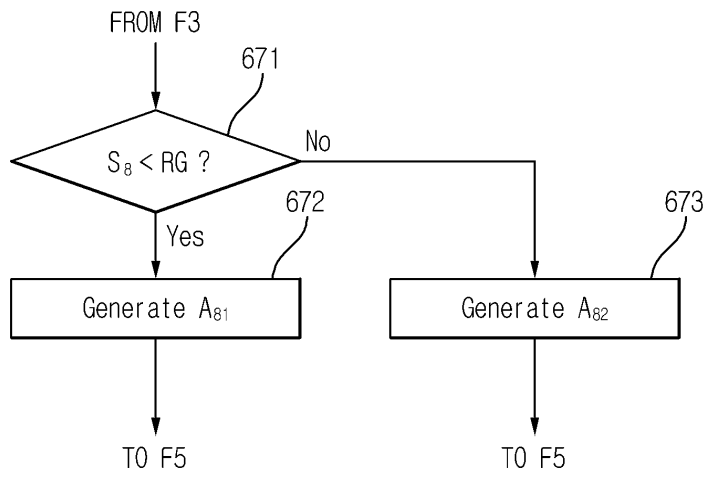 FROM F3
671
S₈ < RG ?
No
Yes
672
673
Generate A₈₁
Generate A₈₂
TO F5
TO F5